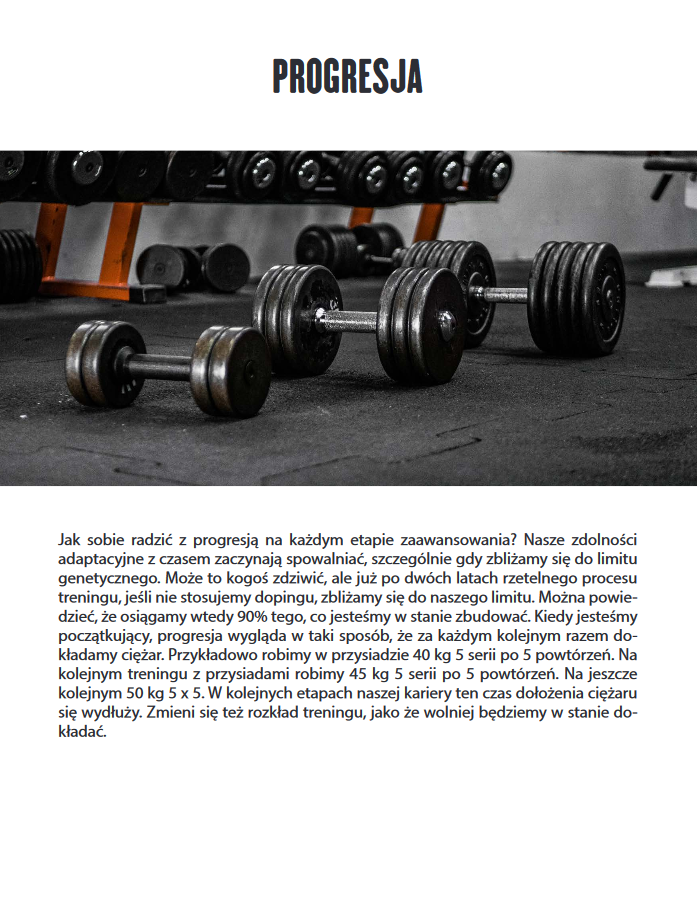 PROGRESJA
Jak sobie radzić z progresją na każdym etapie zaawansowania? Nasze zdolności
adaptacyjne z czasem zaczynają spowalniać, szczególnie gdy zbliżamy się do limitu
genetycznego. Może to kogoś zdziwić, ale już po dwóch latach rzetelnego procesu
treningu, jeśli nie stosujemy dopingu, zbliżamy się do naszego limitu. Można powie-
dzieć, że osiągamy wtedy 90% tego, co jesteśmy w stanie zbudować. Kiedy jesteśmy
początkujący, progresja wygląda w taki sposób, że za każdym kolejnym razem do-
kładamy ciężar. Przykładowo robimy w przysiadzie 40 kg 5 serii po 5 powtórzeń. Na
kolejnym treningu z przysiadami robimy 45 kg 5 serii po 5 powtórzeń. Na jeszcze
kolejnym 50 kg 5 x 5. W kolejnych etapach naszej kariery ten czas dołożenia ciężaru
się wydłuży. Zmieni się też rozkład treningu, jako że wolniej będziemy w stanie do-
kładać.